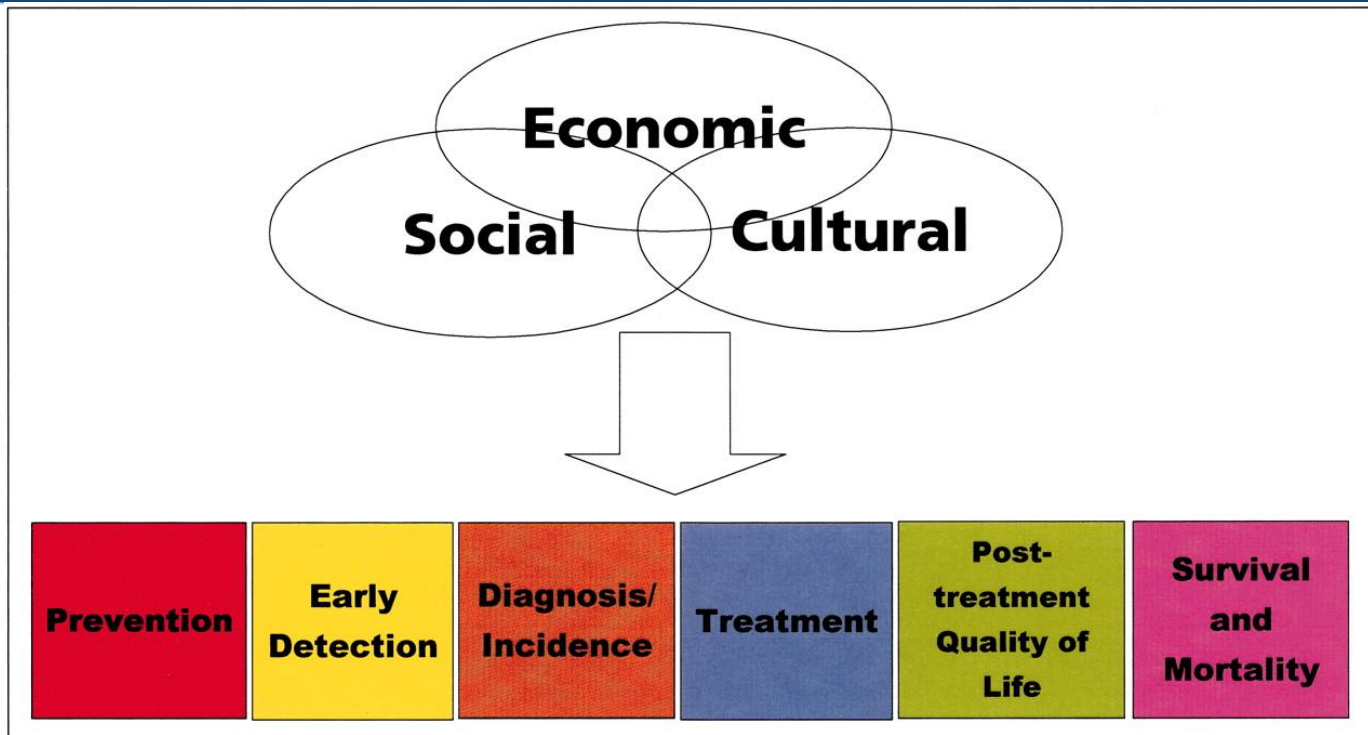 Economic
Social
Cultural
Prevention
Early
Detection
Diagnosis/
Incidence
Treatment
Post-
treatment
Quality of
Life
Survival
and
Mortality